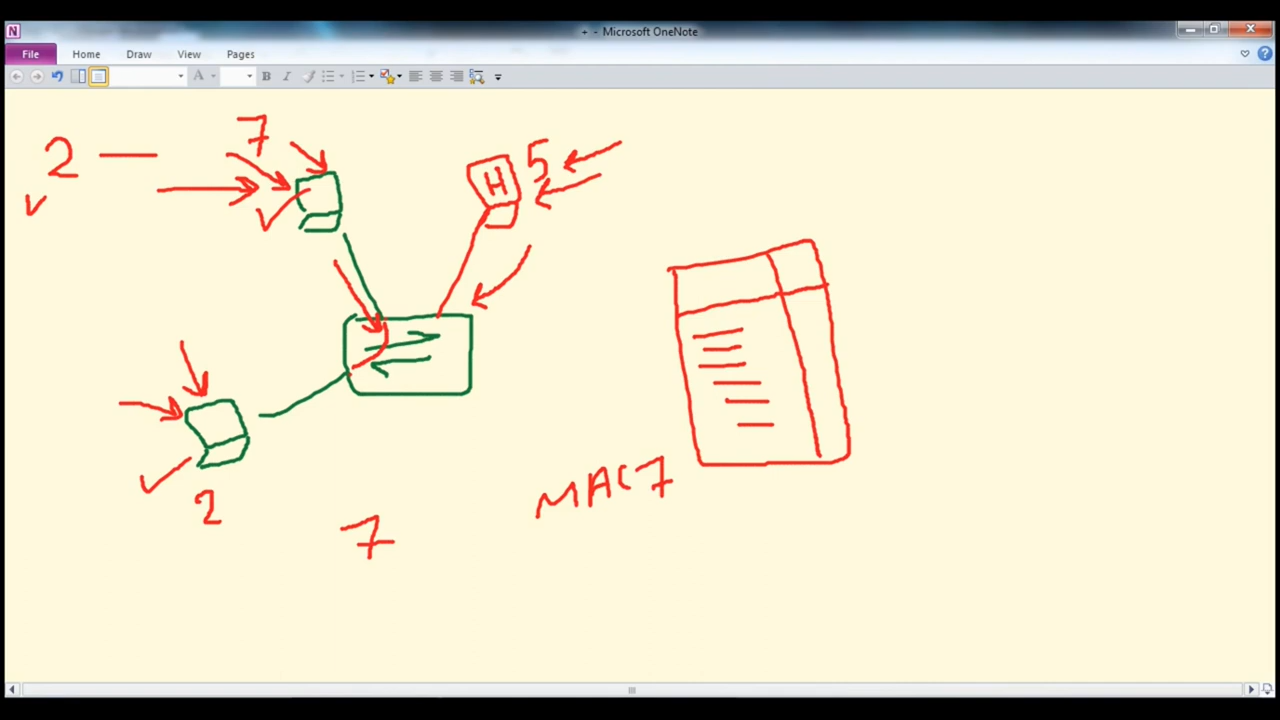 + - Microsoft OneNote
File Home Draw View Pages
A B I A
7
2
H 5
MAC7
2
7